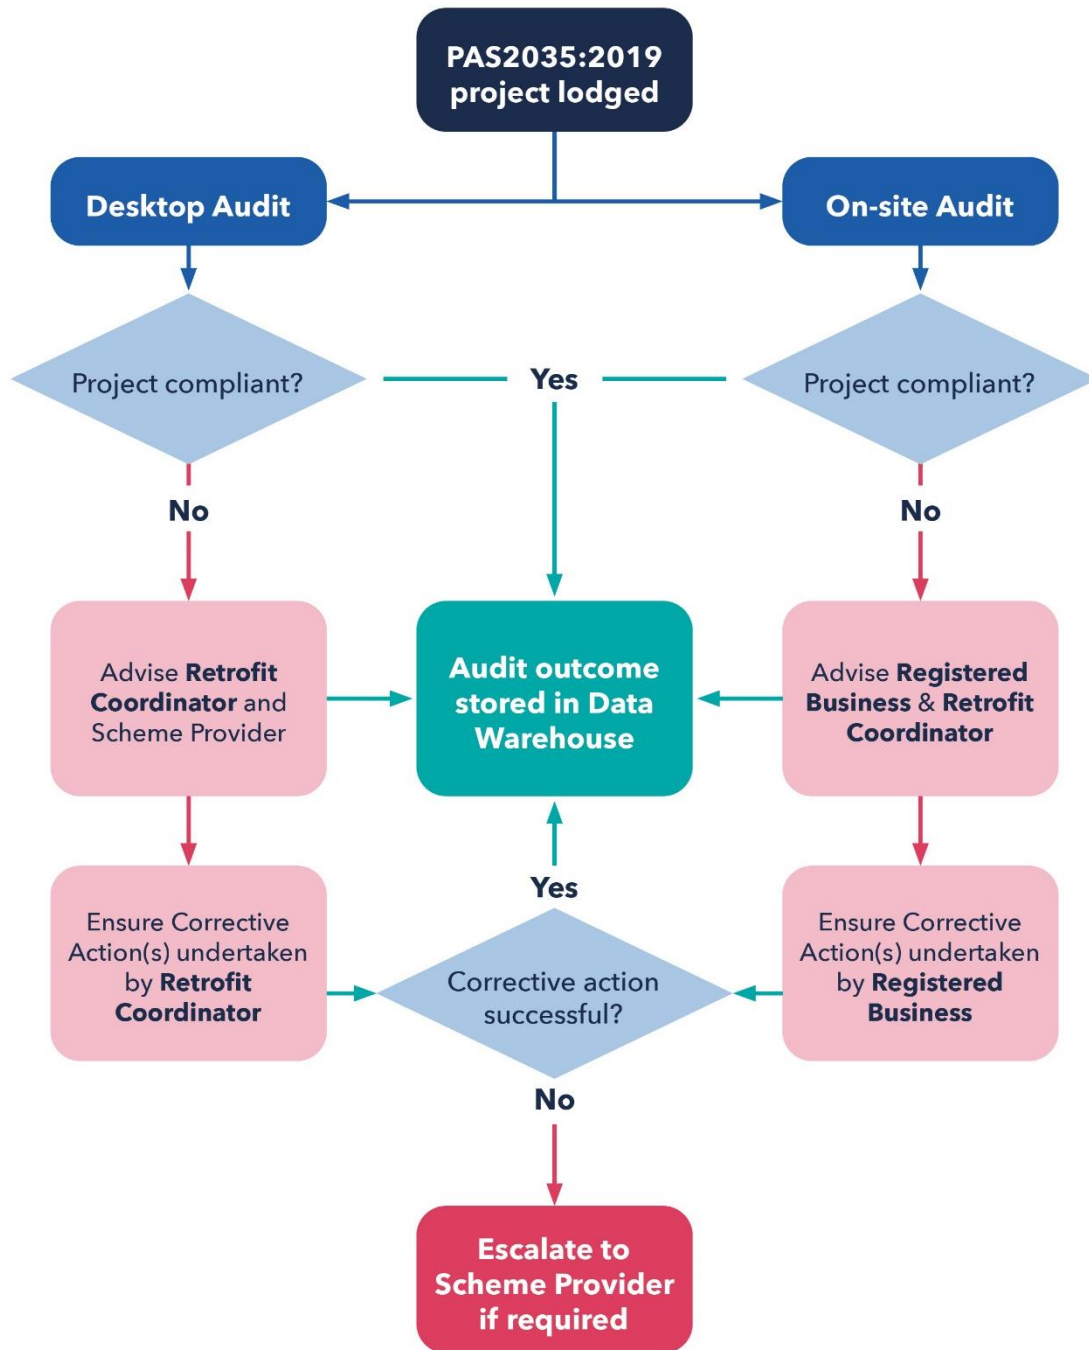 PAS2035:2019
project lodged
Desktop Audit
On-site Audit
Project compliant?
Yes
Project compliant?
No
No
Advise Retrofit
Coordinator and
Scheme Provider
Audit outcome
stored in Data
Warehouse
Advise Registered
Business & Retrofit
Coordinator
Ensure Corrective
Action(s) undertaken
by Retrofit
Coordinator
Yes
Corrective action
successful?
Ensure Corrective
Action(s) undertaken
by Registered
Business
No
Escalate to
Scheme Provider
if required